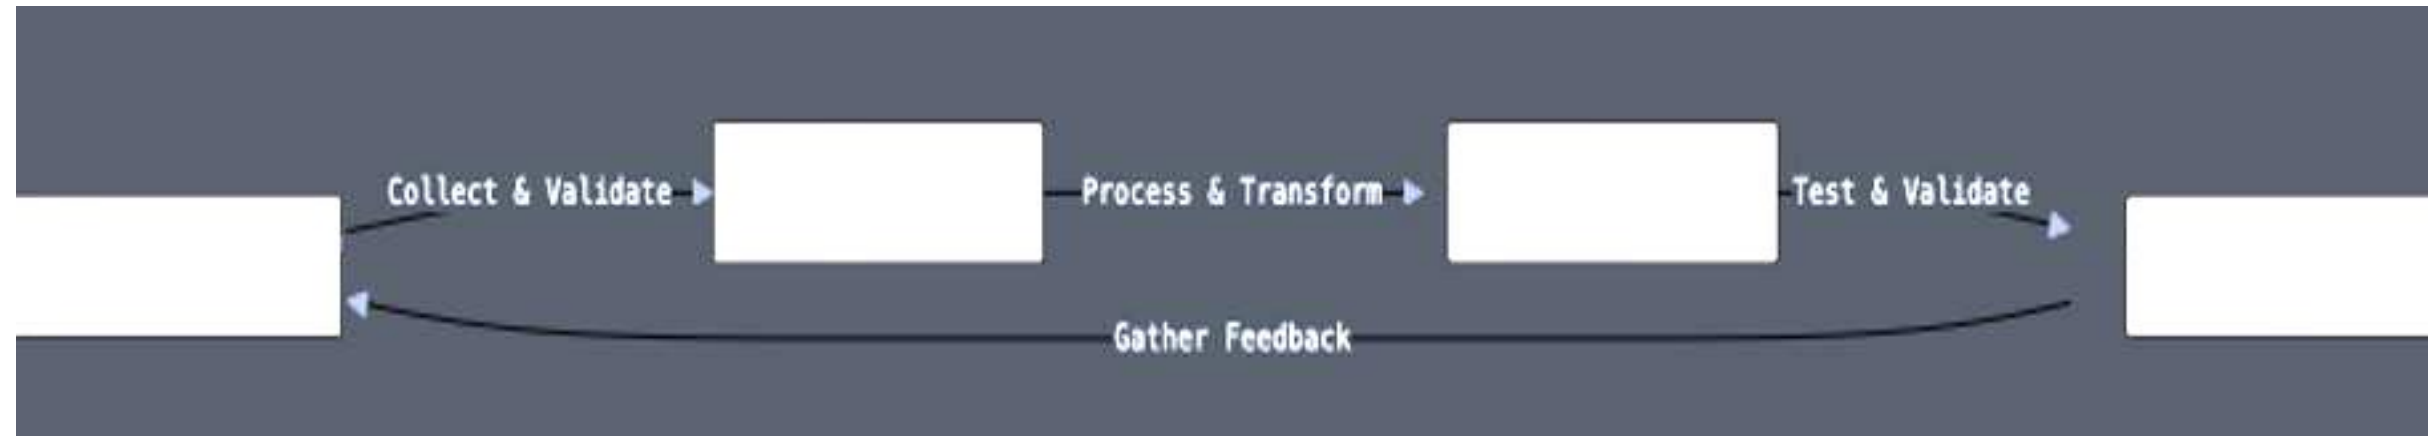 Collect & Validate
Process & Transform
Test & Validate
Gather Feedback